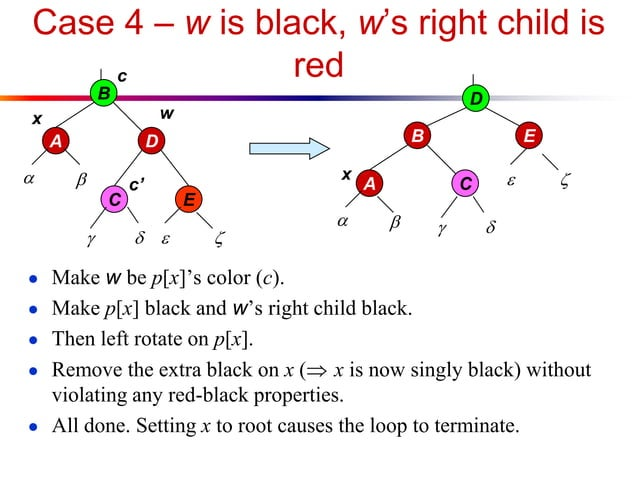 Case 4 – w is black, w's right child is
red
c
B
D
x
w
A
D
B
E
x
c'
A
C
α
β
C
E
ε
ζ
γ
δ
ε
ζ
α
β
γ
δ
Make w be p[x]'s color (c).
Make p[x] black and w's right child black.
Then left rotate on p[x].
Remove the extra black on x (⇒ x is now singly black) without
violating any red-black properties.
All done. Setting x to root causes the loop to terminate.